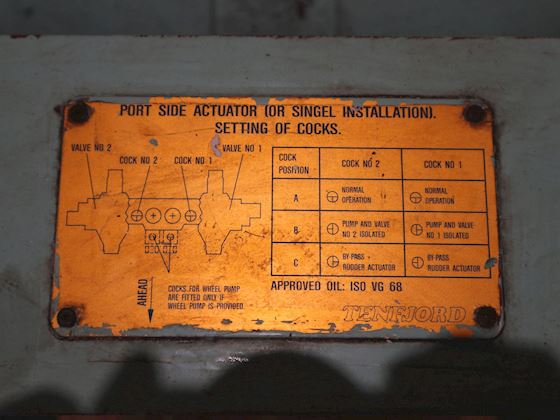 PORT SIDE ACTUATOR (OR SINGEL INSTALLATION).
SETTING OF COCKS.
VALVE NO 2
COCK NO 2
COCK NO 1
VALVE NO 1
COCK POSITION
COCK NO 2
COCK NO 1
A
NORMAL OPERATION
NORMAL OPERATION
B
PUMP AND VALVE NO 2 ISOLATED
PUMP AND VALVE NO 1 ISOLATED
C
BY-PASS RUDDER ACTUATOR
BY-PASS RUDDER ACTUATOR
AHEAD
COCKS FOR WHEEL PUMP
ARE FITTED ONLY IF
WHEEL PUMP IS PROVIDED.
APPROVED OIL: ISO VG 68
TENFJORD